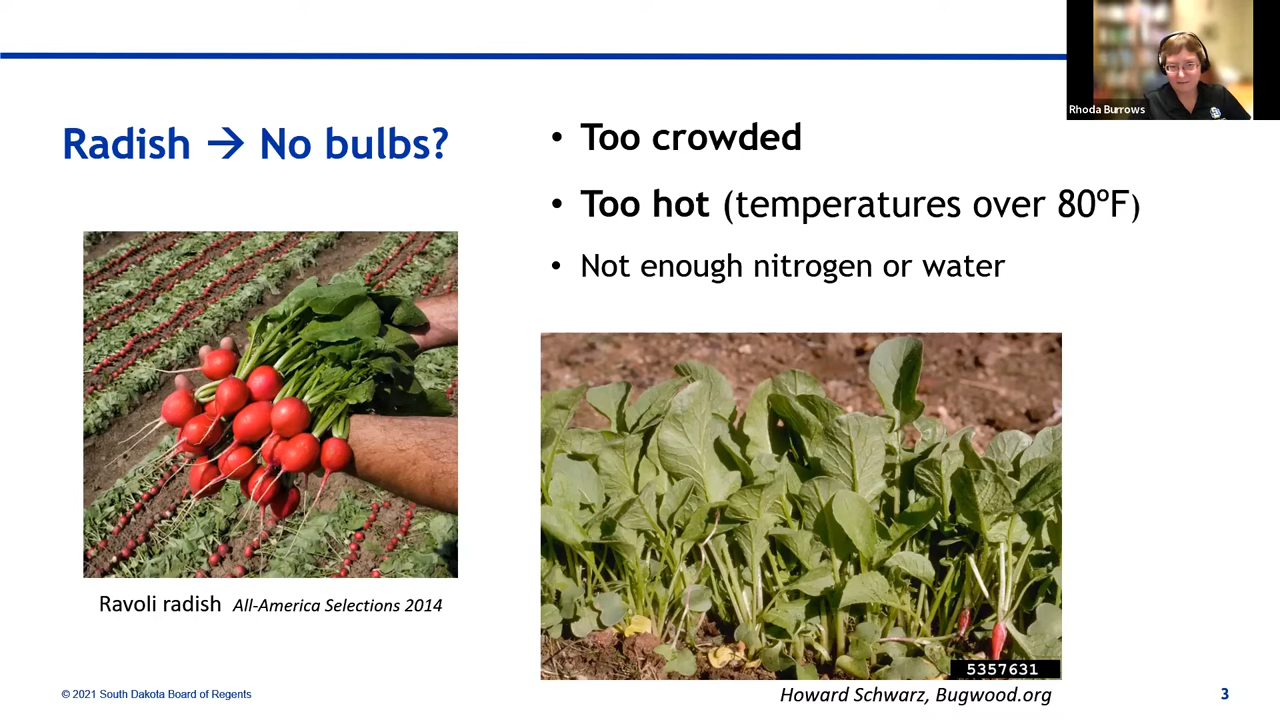 Rhoda Burrows
Radish → No bulbs?
• Too crowded
• Too hot (temperatures over 80ºF)
• Not enough nitrogen or water
Ravoli radish All-America Selections 2014
5357631
Howard Schwarz, Bugwood.org
© 2021 South Dakota Board of Regents
3